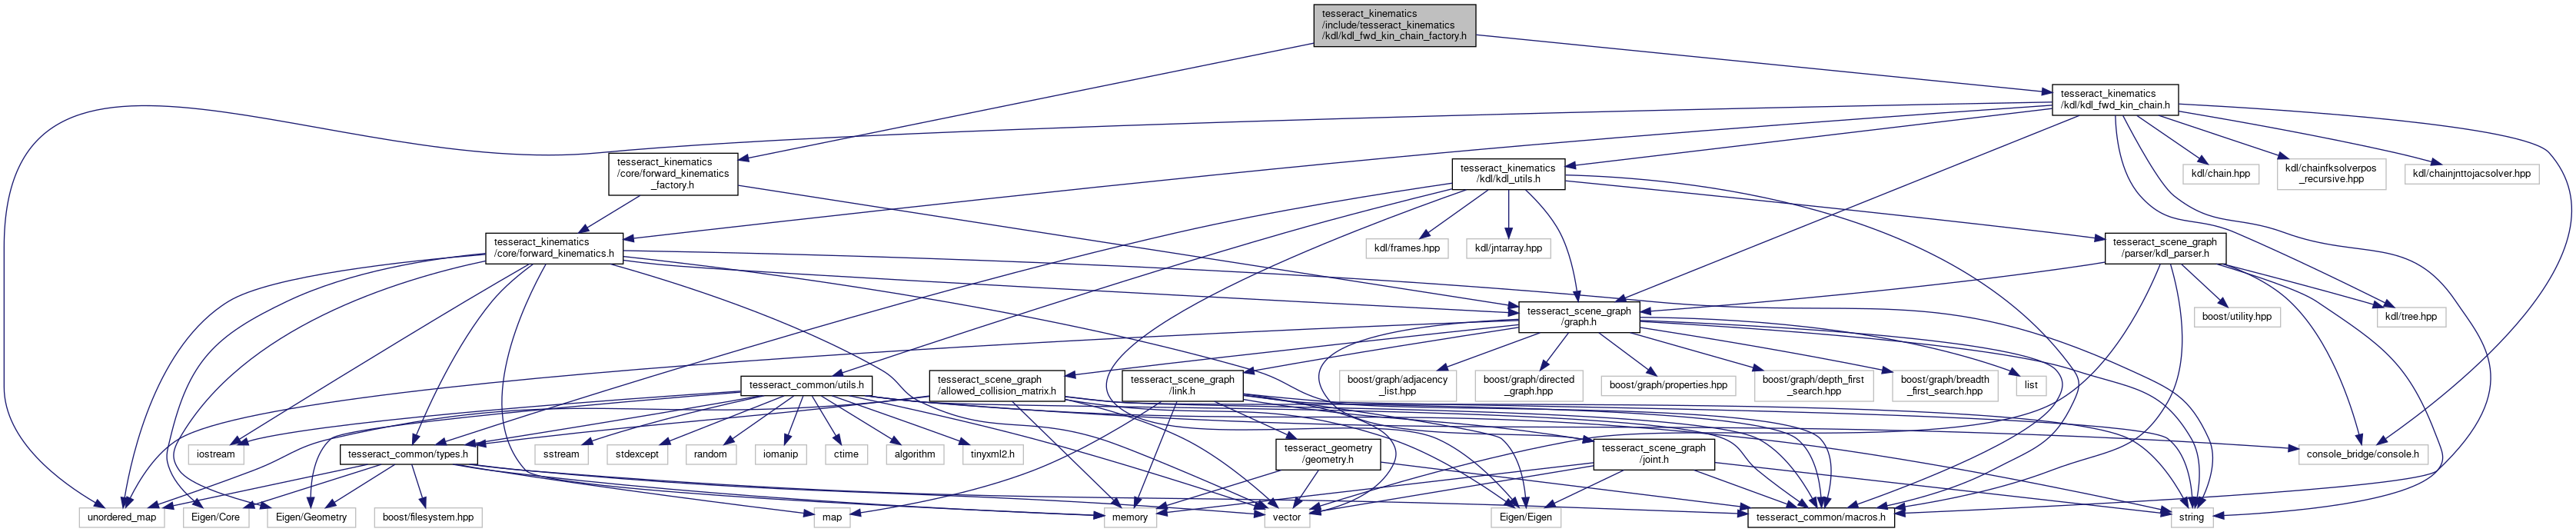 tesseract_kinematics
/include/tesseract_kinematics
/kdl/kdl_fwd_kin_chain_factory.h
tesseract_kinematics
/kdl/kdl_fwd_kin_chain.h
tesseract_kinematics
/core/forward_kinematics
_factory.h
tesseract_kinematics
/kdl/kdl_utils.h
kdl/chain.hpp
kdl/chainfksolverpos
_recursive.hpp
kdl/chainjnttojacsolver.hpp
tesseract_kinematics
/core/forward_kinematics.h
kdl/frames.hpp
kdl/jntarray.hpp
tesseract_scene_graph
/parser/kdl_parser.h
tesseract_scene_graph
/graph.h
boost/utility.hpp
kdl/tree.hpp
tesseract_common/utils.h
tesseract_scene_graph
/allowed_collision_matrix.h
tesseract_scene_graph
/link.h
boost/graph/adjacency
_list.hpp
boost/graph/directed
_graph.hpp
boost/graph/properties.hpp
boost/graph/depth_first
_search.hpp
boost/graph/breadth
_first_search.hpp
list
iostream
tesseract_common/types.h
sstream
stdexcept
random
iomanip
ctime
algorithm
tinyxml2.h
tesseract_geometry
/geometry.h
tesseract_scene_graph
/joint.h
console_bridge/console.h
unordered_map
Eigen/Core
Eigen/Geometry
boost/filesystem.hpp
map
memory
vector
Eigen/Eigen
tesseract_common/macros.h
string